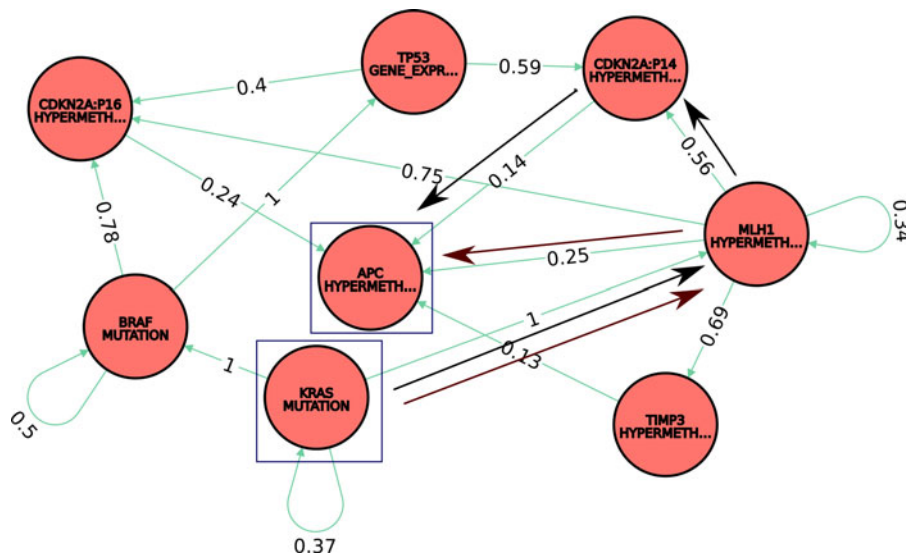 TP53
GENE_EXPR...
CDKN2A:P14
HYPERMETH...
CDKN2A:P16
HYPERMETH...
0.4
0.59
0.56
0.14
0.75
0.24
1
0.78
MLH1
HYPERMETH...
0.34
APC
HYPERMETH...
0.25
BRAF
MUTATION
1
0.69
0.13
1
KRAS
MUTATION
TIMP3
HYPERMETH...
0.5
0.37